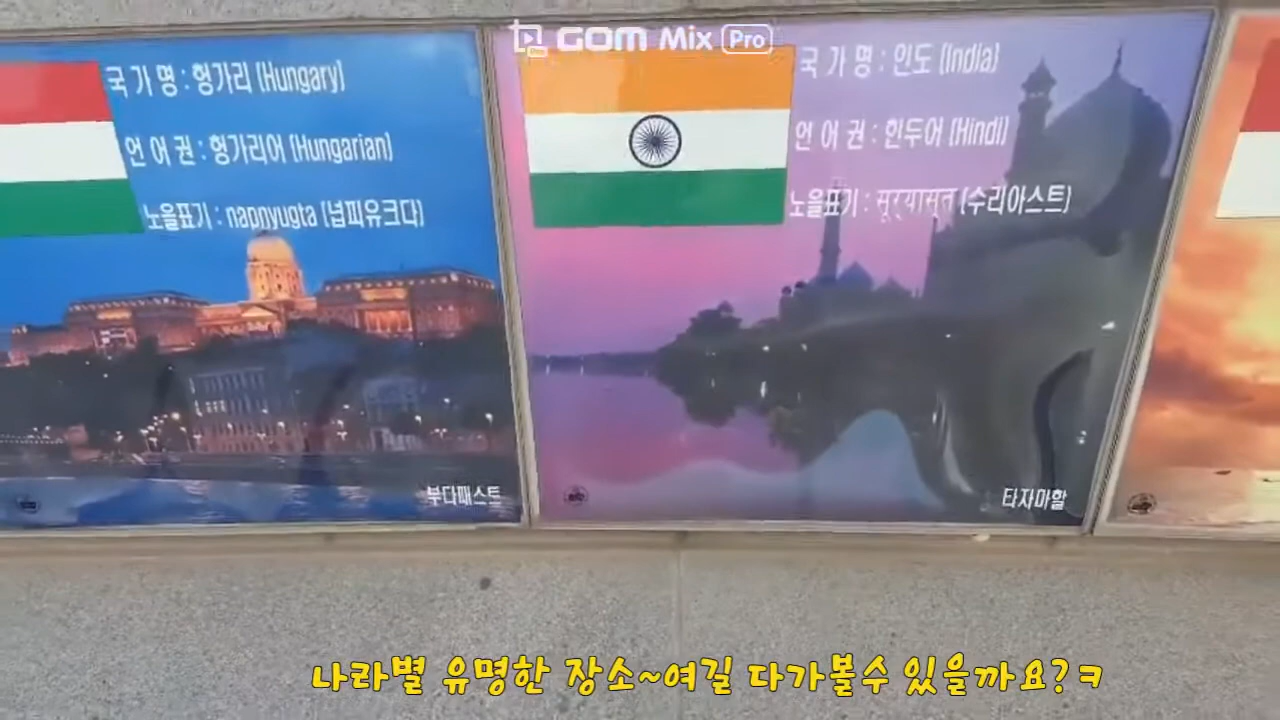 GOM Mix Pro
국가명 : 헝가리 (Hungary)
언어권 : 헝가리어 (Hungarian)
노을표기 : napnyugta (넙피유크다)
부다패스트
국가명 : 인도 (India)
언어권 : 힌두어 (Hindi)
노을표기 : सूर्यास्त (수리아스트)
타자마할
나라별 유명한 장소~여길 다가볼수 있을까요?ㅋ